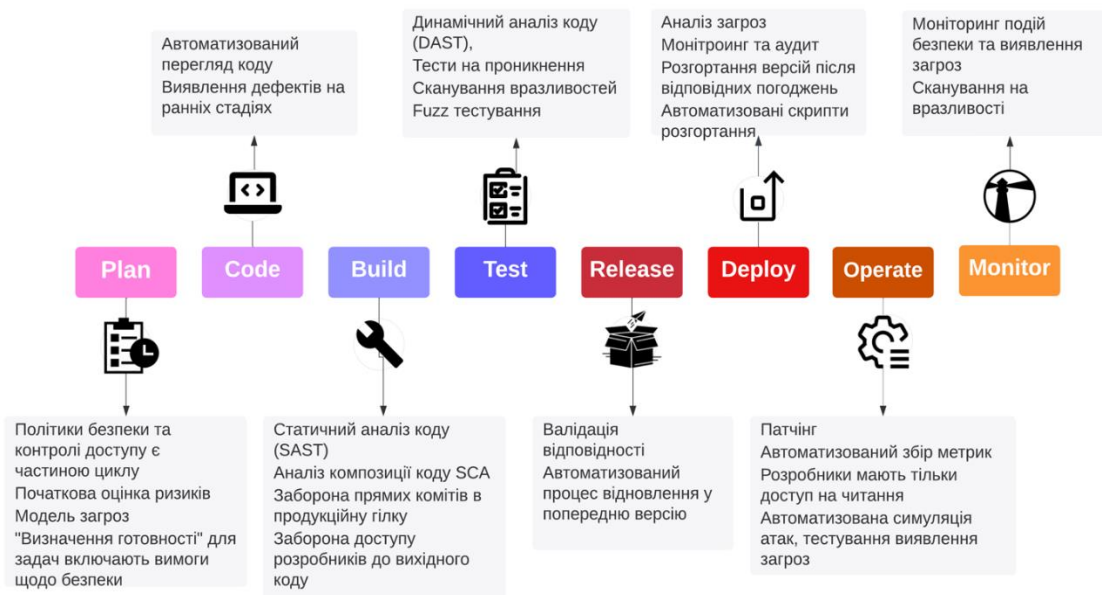 Автоматизований
перегляд коду
Виявлення дефектів на
ранніх стадіях
Динамічний аналіз коду
(DAST),
Тести на проникнення
Сканування вразливостей
Fuzz тестування
Аналіз загроз
Монітроинг та аудит
Розгортання версій після
відповідних погоджень
Автоматизовані скрипти
розгортання
Моніторинг подій
безпеки та виявлення
загроз
Сканування на
вразливості
Plan
Code
Build
Test
Release
Deploy
Operate
Monitor
Політики безпеки та
контролі доступу є
частиною циклу
Початкова оцінка ризиків
Модель загроз
"Визначення готовності" для
задач включають вимоги
щодо безпеки
Статичний аналіз коду
(SAST)
Аналіз композиції коду SCA
Заборона прямих комітів в
продукційну гілку
Заборона доступу
розробників до вихідного
коду
Валідація
відповідності
Автоматизований
процес відновлення у
попередню версію
Патчінг
Автоматизований збір метрик
Розробники мають тільки
доступ на читання
Автоматизована симуляція
атак, тестування виявлення
загроз